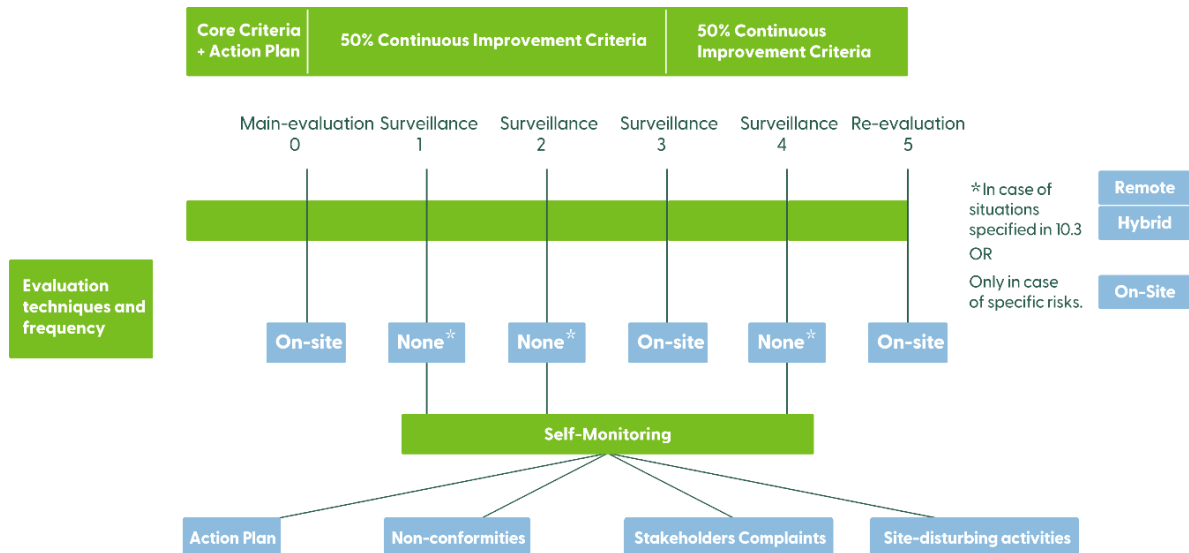 Core Criteria
+ Action Plan
50% Continuous Improvement Criteria
50% Continuous
Improvement Criteria
Main-evaluation
0
Surveillance
1
Surveillance
2
Surveillance
3
Surveillance
4
Re-evaluation
5
*In case of
situations
specified in 10.3
OR
Only in case
of specific risks.
Remote
Hybrid
On-Site
Evaluation
techniques and
frequency
On-site
None*
None*
On-site
None*
On-site
Self-Monitoring
Action Plan
Non-conformities
Stakeholders Complaints
Site-disturbing activities